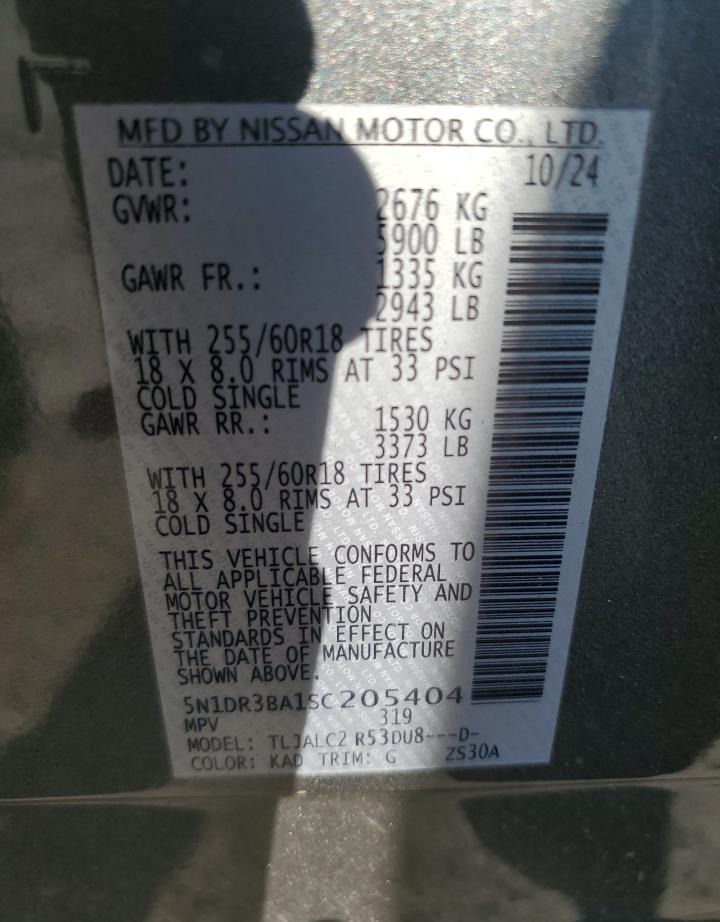 MFD BY NISSAN MOTOR CO., LTD.
DATE: 10/24
GVWR: 2676 KG
5900 LB
GAWR FR.: 1335 KG
2943 LB
WITH 255/60R18 TIRES
18 X 8.0 RIMS AT 33 PSI
COLD SINGLE
GAWR RR.: 1530 KG
3373 LB
WITH 255/60R18 TIRES
18 X 8.0 RIMS AT 33 PSI
COLD SINGLE
THIS VEHICLE CONFORMS TO
ALL APPLICABLE FEDERAL
MOTOR VEHICLE SAFETY AND
THEFT PREVENTION
STANDARDS IN EFFECT ON
THE DATE OF MANUFACTURE
SHOWN ABOVE.
5N1DR3BA1SC205404
MPV 319
MODEL: TLJALC2 R53DU8---D-
COLOR: KAD TRIM: G ZS30A